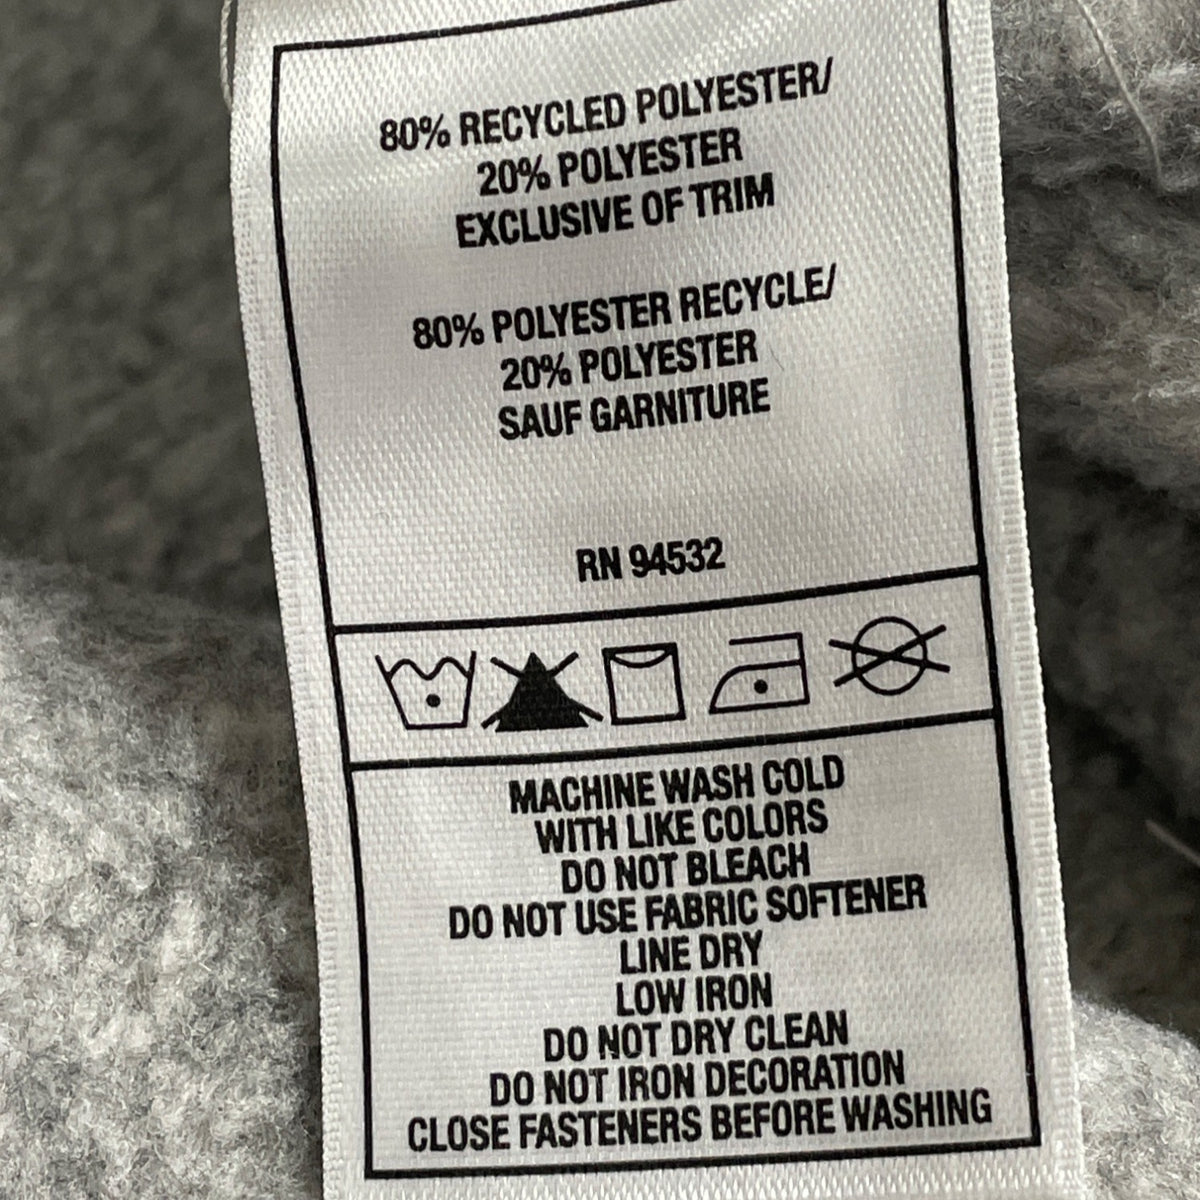 80% RECYCLED POLYESTER/
20% POLYESTER
EXCLUSIVE OF TRIM
80% POLYESTER RECYCLE/
20% POLYESTER
SAUF GARNITURE
RN 94532
MACHINE WASH COLD
WITH LIKE COLORS
DO NOT BLEACH
DO NOT USE FABRIC SOFTENER
LINE DRY
LOW IRON
DO NOT DRY CLEAN
DO NOT IRON DECORATION
CLOSE FASTENERS BEFORE WASHING